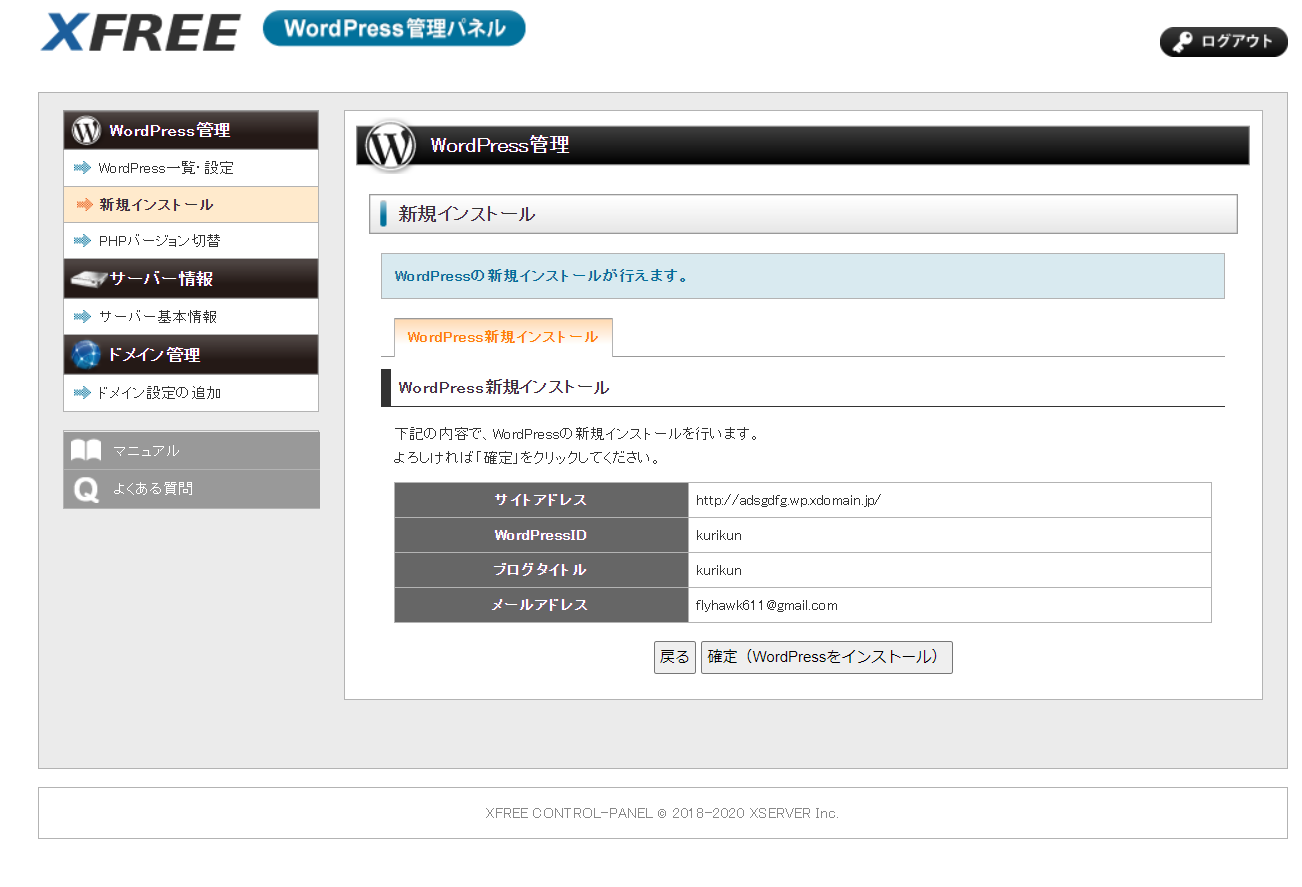 XFREE WordPress管理パネル
ログアウト
WordPress管理
WordPress一覧・設定
新規インストール
PHPバージョン切替
サーバー情報
サーバー基本情報
ドメイン管理
ドメイン設定の追加
マニュアル
Q よくある質問
WordPress管理
新規インストール
WordPressの新規インストールが行えます。
WordPress新規インストール
WordPress新規インストール
下記の内容で、WordPressの新規インストールを行います。
よろしければ「確定」をクリックしてください。
サイトアドレス http://adsgdfg.wp.xdomain.jp/
WordPressID kurikun
ブログタイトル kurikun
メールアドレス flyhawk611@gmail.com
戻る 確定（WordPressをインストール）
XFREE CONTROL-PANEL © 2018-2020 XSERVER Inc.